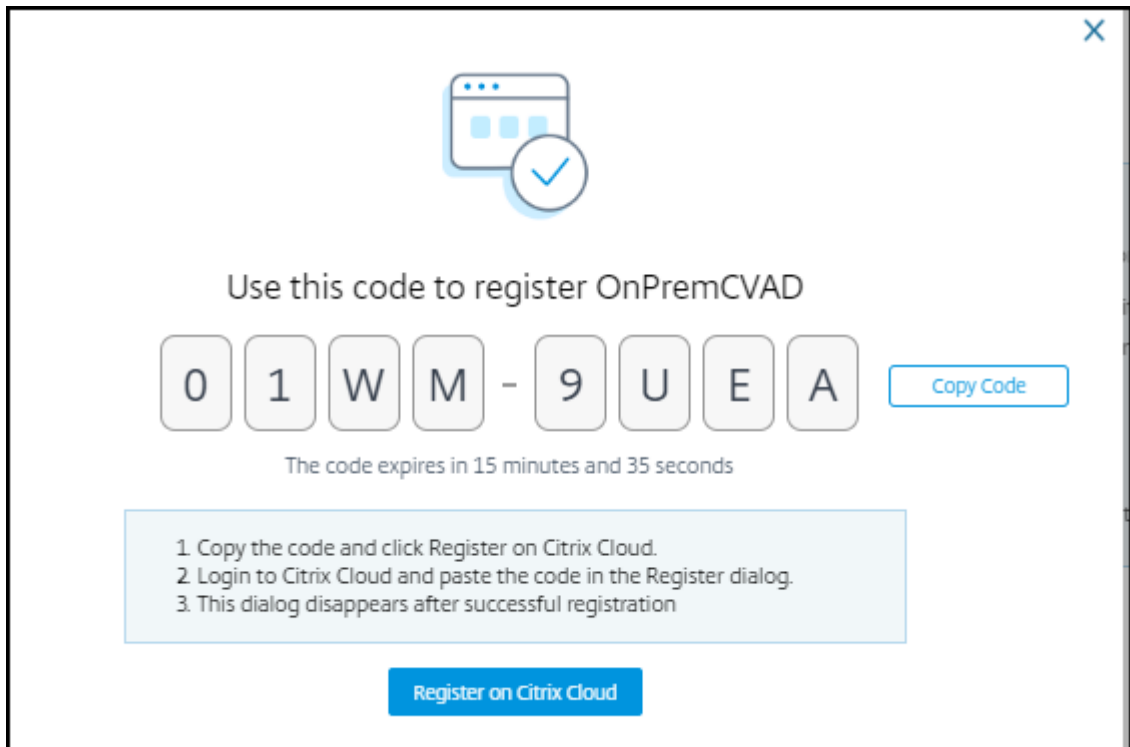 Use this code to register OnPremCVAD
0 1 W M - 9 U E A
Copy Code
The code expires in 15 minutes and 35 seconds
1. Copy the code and click Register on Citrix Cloud.
2. Login to Citrix Cloud and paste the code in the Register dialog.
3. This dialog disappears after successful registration
Register on Citrix Cloud